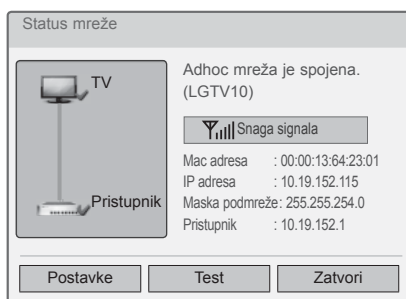 Status mreže
TV
Pristupnik
Adhoc mreža je spojena.
(LGTV10)
Snaga signala
Mac adresa : 00:00:13:64:23:01
IP adresa : 10.19.152.115
Maska podmreže: 255.255.254.0
Pristupnik : 10.19.152.1
Postavke Test Zatvori